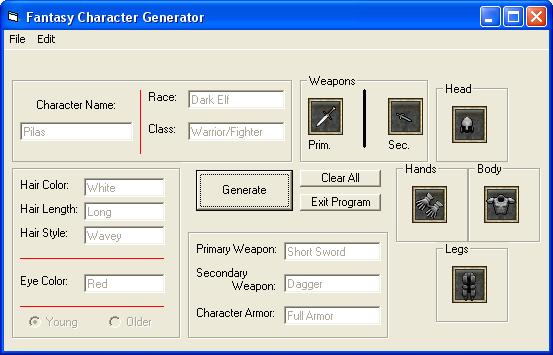 Fantasy Character Generator
File Edit
Character Name:
Pilas
Race: Dark Elf
Class: Warrior/Fighter
Weapons
Prim. Sec.
Head
Hair Color: White
Hair Length: Long
Hair Style: Wavey
Eye Color: Red
Young Older
Generate
Clear All
Exit Program
Hands Body
Primary Weapon: Short Sword
Secondary
Weapon: Dagger
Character Armor: Full Armor
Legs